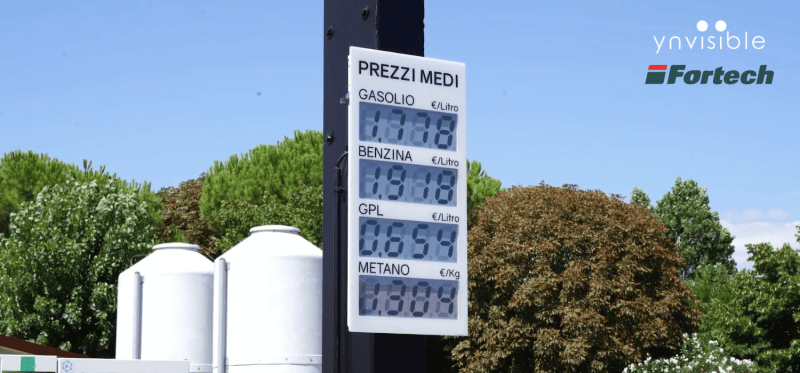 ynvisible
Fortech
PREZZI MEDI
GASOLIO €/Litro
1.778
BENZINA €/Litro
1.918
GPL €/Litro
0.654
METANO €/Kg